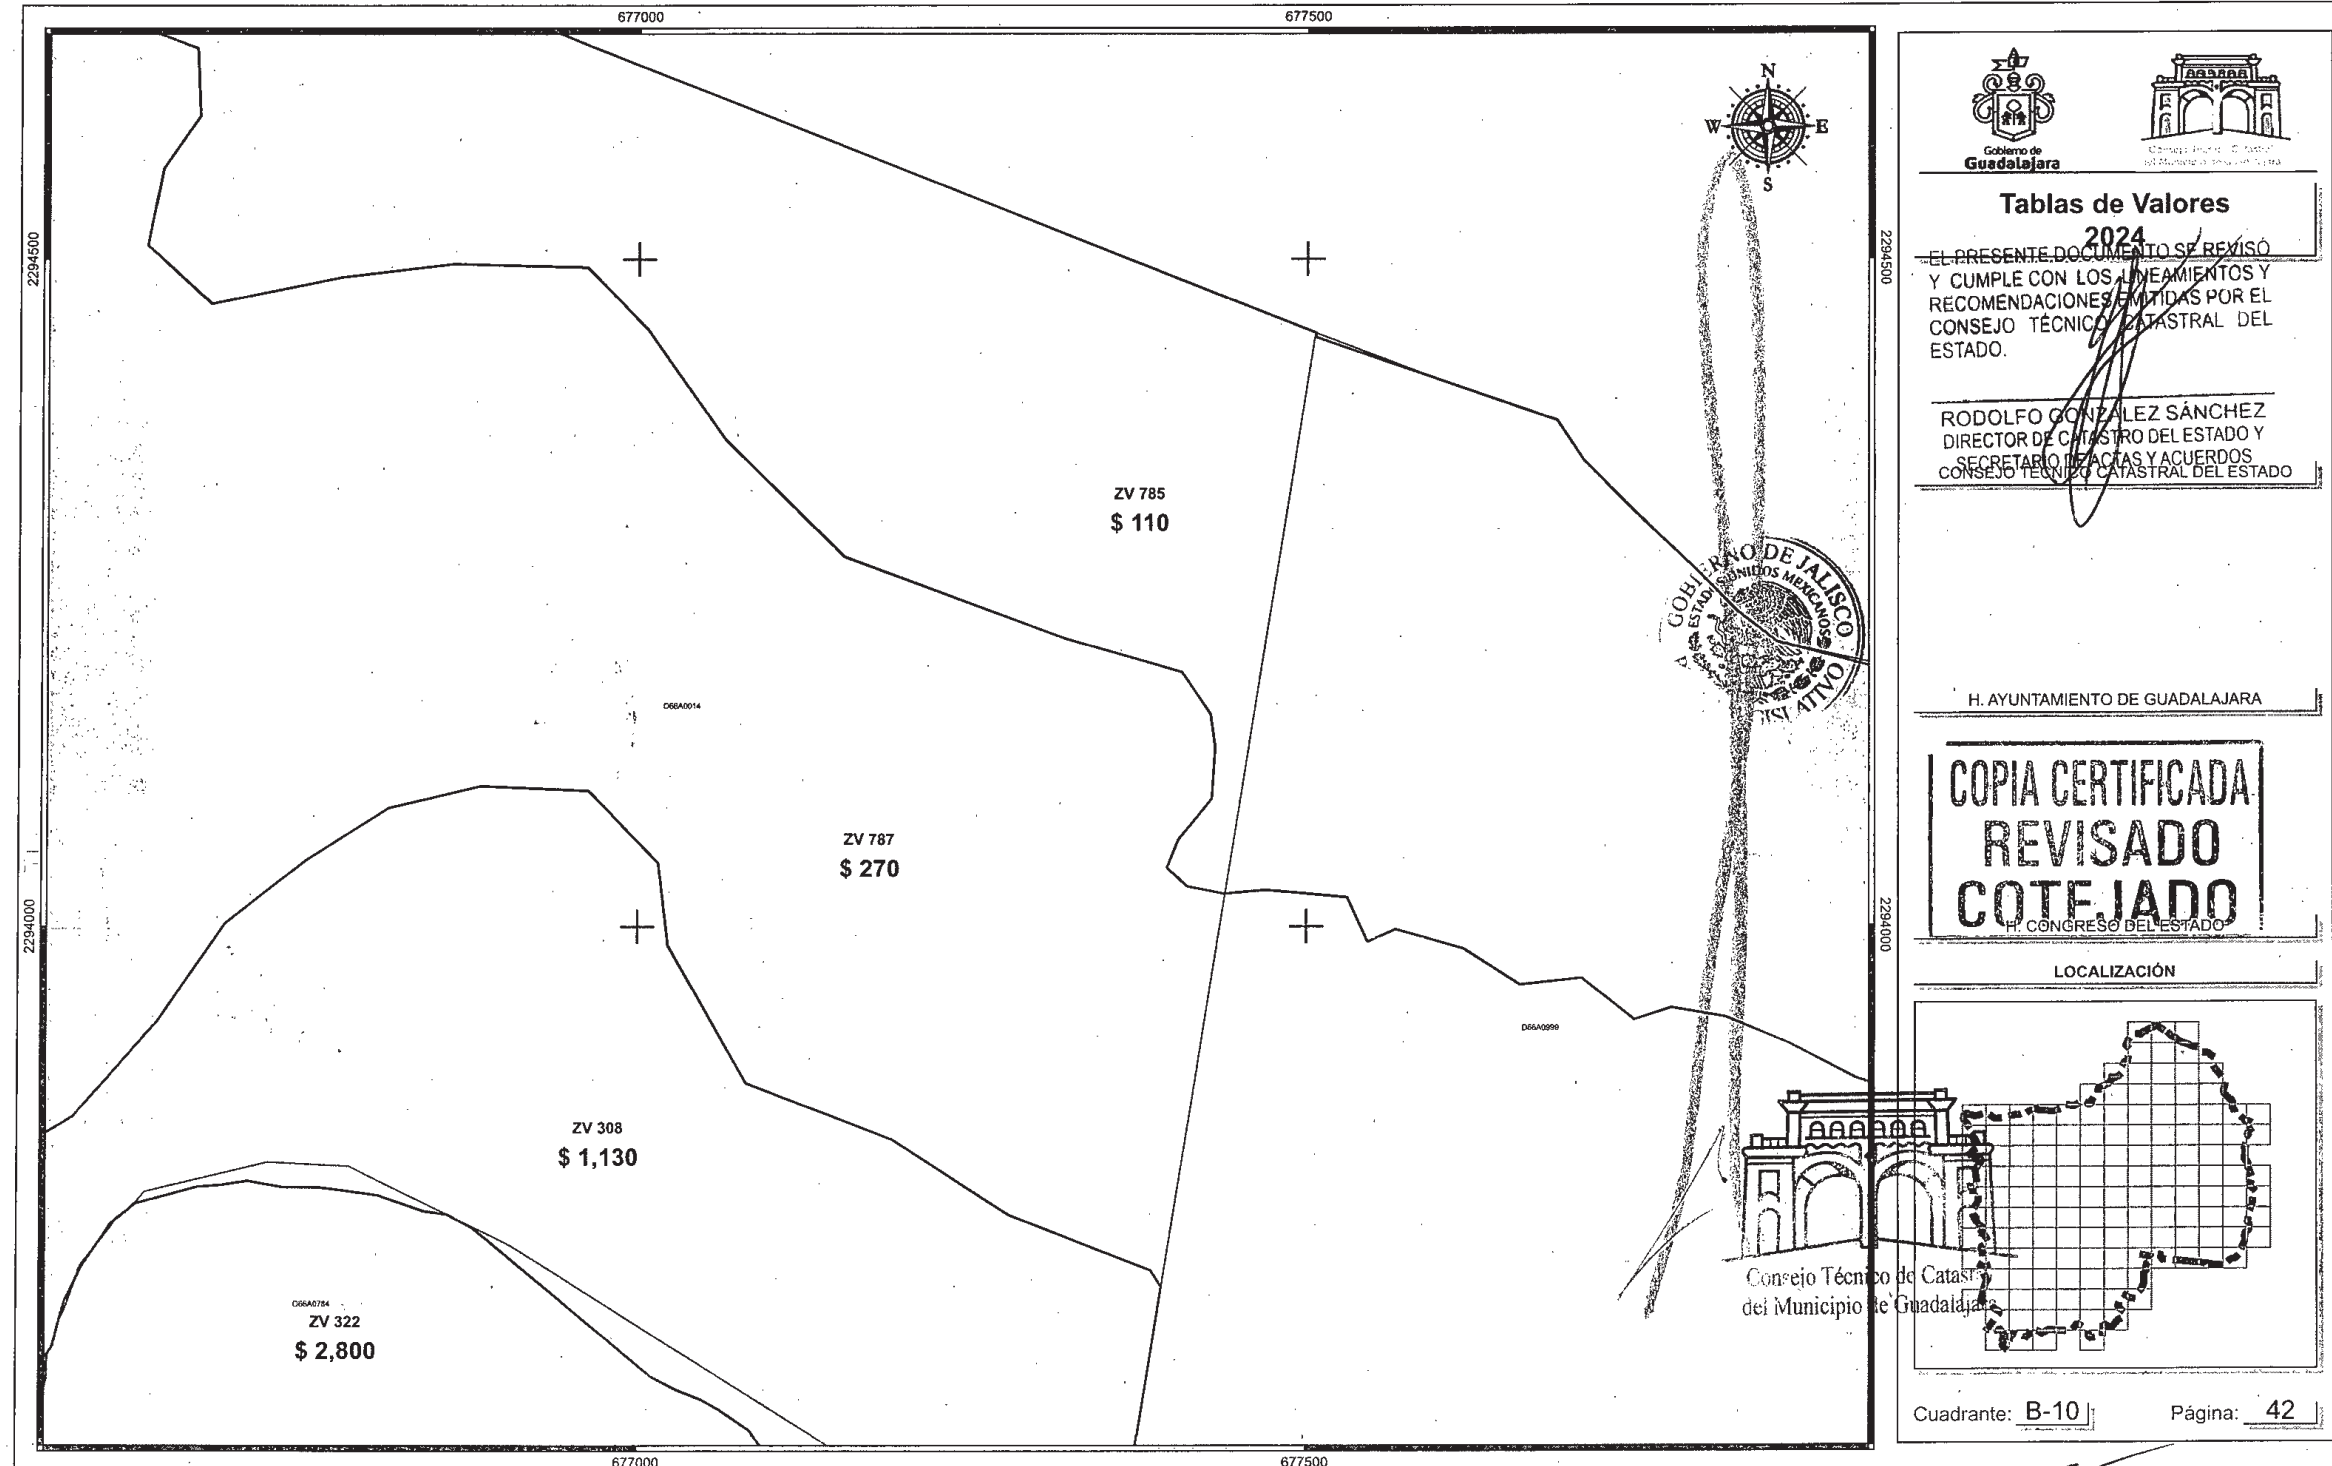 677000
677500
2294500
2294000
N
W
E
S
ZV 785
$ 110
D66A0014
ZV 787
$ 270
ZV 308
$ 1,130
D66A0784
ZV 322
$ 2,800
D66A0999
GOBIERNO DE JALISCO
ESTADOS UNIDOS MEXICANOS
2294500
2294000
677000
677500
Consejo Técnico de Catastro
del Municipio de Guadalajara
Gobierno de
Guadalajara
Tablas de Valores
2024
EL PRESENTE DOCUMENTO SE REVISÓ
Y CUMPLE CON LOS LINEAMIENTOS Y
RECOMENDACIONES EMITIDAS POR EL
CONSEJO TÉCNICO CATASTRAL DEL
ESTADO.
RODOLFO GONZÁLEZ SÁNCHEZ
DIRECTOR DE CATASTRO DEL ESTADO Y
SECRETARIO DE ACTAS Y ACUERDOS
CONSEJO TÉCNICO CATASTRAL DEL ESTADO
H. AYUNTAMIENTO DE GUADALAJARA
COPIA CERTIFICADA
REVISADO
COTEJADO
H. CONGRESO DEL ESTADO
LOCALIZACIÓN
Cuadrante: B-10
Página: 42